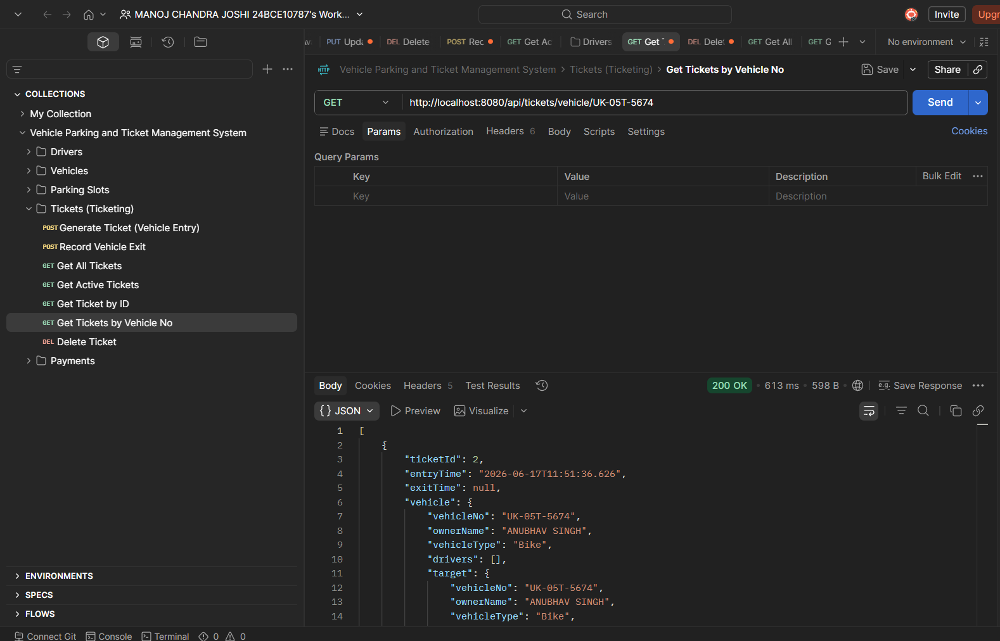 MANOJ CHANDRA JOSHI 24BCE10787's Work...
Search
Invite
Upgr
PUT Upda
DEL Delete
POST Rec
GET Get Ac
Drivers
GET Get
DEL Delet
GET Get All
GET G
No environment
HTTP Vehicle Parking and Ticket Management System > Tickets (Ticketing) > Get Tickets by Vehicle No
Save
Share
COLLECTIONS
My Collection
Vehicle Parking and Ticket Management System
Drivers
Vehicles
Parking Slots
Tickets (Ticketing)
POST Generate Ticket (Vehicle Entry)
POST Record Vehicle Exit
GET Get All Tickets
GET Get Active Tickets
GET Get Ticket by ID
GET Get Tickets by Vehicle No
DEL Delete Ticket
Payments
ENVIRONMENTS
SPECS
FLOWS
GET
http://localhost:8080/api/tickets/vehicle/UK-05T-5674
Send
Docs Params Authorization Headers 6 Body Scripts Settings
Cookies
Query Params
Key Value Description Bulk Edit
Key Value Description
Body Cookies Headers 5 Test Results
200 OK • 613 ms • 598 B
e.g. Save Response
{} JSON Preview Visualize
1 [
2 {
3 "ticketId": 2,
4 "entryTime": "2026-06-17T11:51:36.626",
5 "exitTime": null,
6 "vehicle": {
7 "vehicleNo": "UK-05T-5674",
8 "ownerName": "ANUBHAV SINGH",
9 "vehicleType": "Bike",
10 "drivers": [],
11 "target": {
12 "vehicleNo": "UK-05T-5674",
13 "ownerName": "ANUBHAV SINGH",
14 "vehicleType": "Bike",
Connect Git Console Terminal 0 0